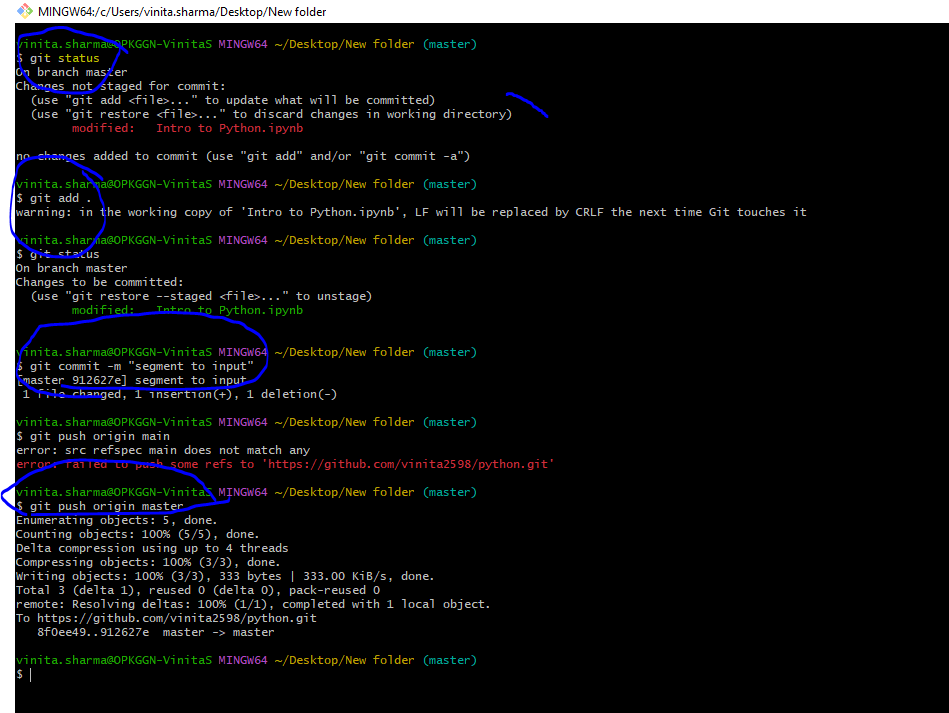 MINGW64:/c/Users/vinita.sharma/Desktop/New folder
vinita.sharma@OPKGGN-VinitaS MINGW64 ~/Desktop/New folder (master)
$ git status
On branch master
Changes not staged for commit:
  (use "git add <file>..." to update what will be committed)
  (use "git restore <file>..." to discard changes in working directory)
        modified:   Intro to Python.ipynb
no changes added to commit (use "git add" and/or "git commit -a")
vinita.sharma@OPKGGN-VinitaS MINGW64 ~/Desktop/New folder (master)
$ git add .
warning: in the working copy of 'Intro to Python.ipynb', LF will be replaced by CRLF the next time Git touches it
vinita.sharma@OPKGGN-VinitaS MINGW64 ~/Desktop/New folder (master)
$ git status
On branch master
Changes to be committed:
  (use "git restore --staged <file>..." to unstage)
        modified:   Intro to Python.ipynb
vinita.sharma@OPKGGN-VinitaS MINGW64 ~/Desktop/New folder (master)
$ git commit -m "segment to input"
[master 912627e] segment to input
 1 file changed, 1 insertion(+), 1 deletion(-)
vinita.sharma@OPKGGN-VinitaS MINGW64 ~/Desktop/New folder (master)
$ git push origin main
error: src refspec main does not match any
error: failed to push some refs to 'https://github.com/vinita2598/python.git'
vinita.sharma@OPKGGN-VinitaS MINGW64 ~/Desktop/New folder (master)
$ git push origin master
Enumerating objects: 5, done.
Counting objects: 100% (5/5), done.
Delta compression using up to 4 threads
Compressing objects: 100% (3/3), done.
Writing objects: 100% (3/3), 333 bytes | 333.00 KiB/s, done.
Total 3 (delta 1), reused 0 (delta 0), pack-reused 0
remote: Resolving deltas: 100% (1/1), completed with 1 local object.
To https://github.com/vinita2598/python.git
   8f0ee49..912627e  master -> master
vinita.sharma@OPKGGN-VinitaS MINGW64 ~/Desktop/New folder (master)
$